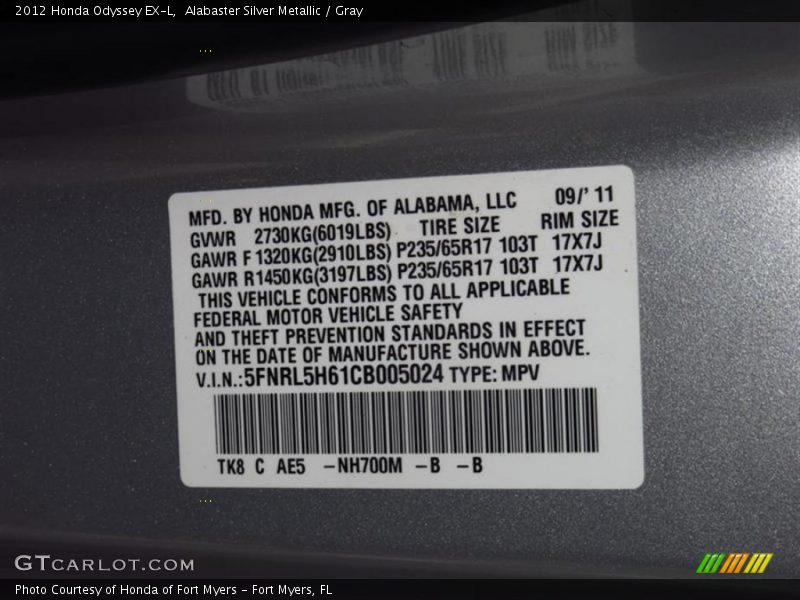 2012 Honda Odyssey EX-L,  Alabaster Silver Metallic / Gray
MFD. BY HONDA MFG. OF ALABAMA, LLC 09/' 11
GVWR 2730KG(6019LBS) TIRE SIZE RIM SIZE
GAWR F 1320KG(2910LBS) P235/65R17 103T 17X7J
GAWR R1450KG(3197LBS) P235/65R17 103T 17X7J
THIS VEHICLE CONFORMS TO ALL APPLICABLE
FEDERAL MOTOR VEHICLE SAFETY
AND THEFT PREVENTION STANDARDS IN EFFECT
ON THE DATE OF MANUFACTURE SHOWN ABOVE.
V.I.N.:5FNRL5H61CB005024 TYPE: MPV
TK8 C AE5 -NH700M -B -B
GTCARLOT.COM
Photo Courtesy of Honda of Fort Myers - Fort Myers, FL